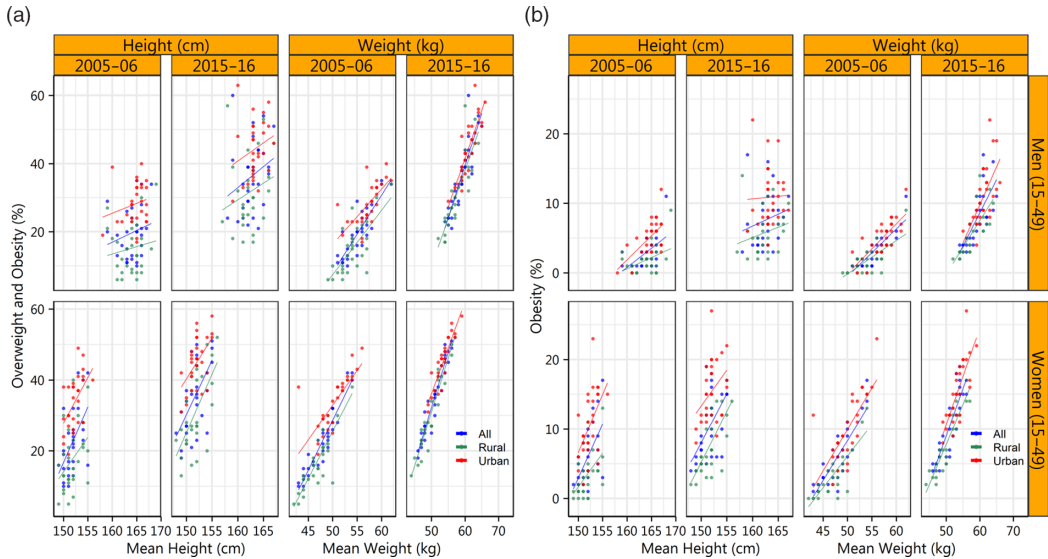 (a)
(b)
Height (cm)
Weight (kg)
Height (cm)
Weight (kg)
2005–06
2015–16
2005–06
2015–16
2005–06
2015–16
2005–06
2015–16
60
40
20
60
40
20
Overweight and Obesity (%)
20
10
0
20
10
0
Obesity (%)
Men (15–49)
Women (15–49)
All
Rural
Urban
All
Rural
Urban
150 155 160 165 170
150 155 160 165
45 50 55 60
50 60 70
150 155 160 165 170
150 155 160 165
45 50 55 60
50 60 70
Mean Height (cm)
Mean Weight (kg)
Mean Height (cm)
Mean Weight (kg)